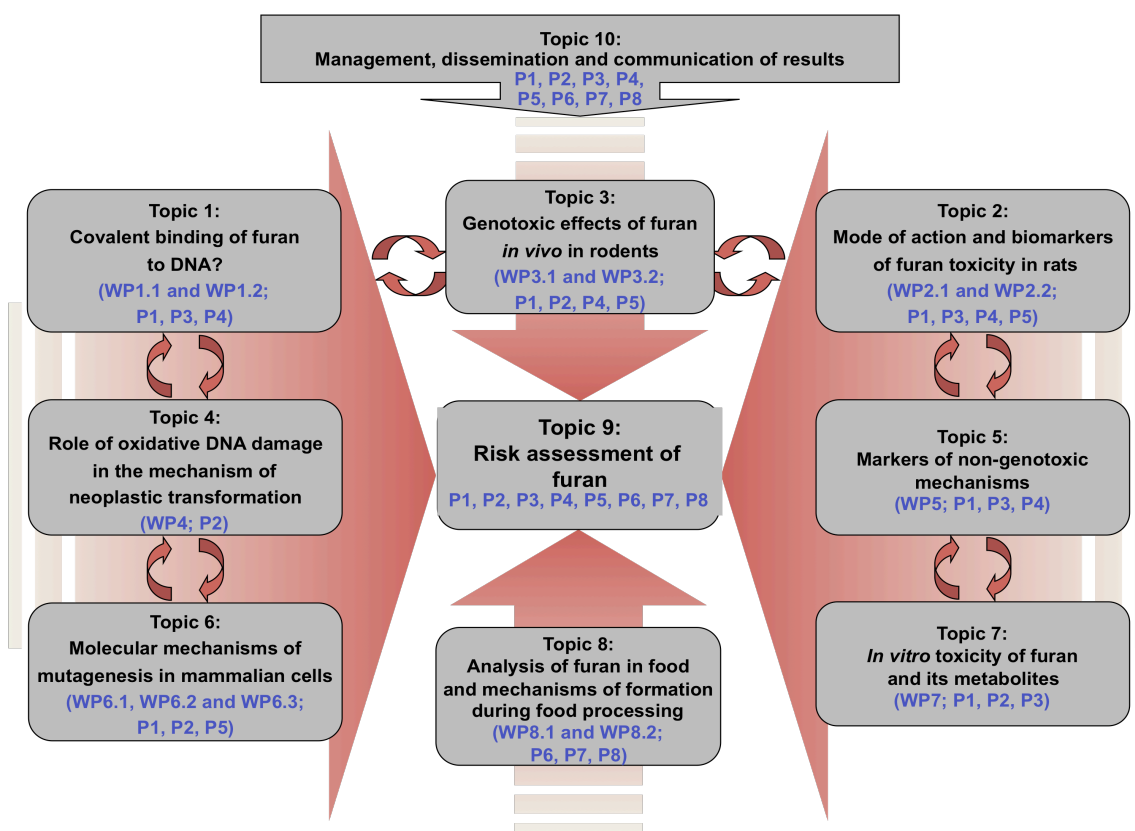 Topic 10:
Management, dissemination and communication of results
P1, P2, P3, P4,
P5, P6, P7, P8
Topic 1:
Covalent binding of furan
to DNA?
(WP1.1 and WP1.2;
P1, P3, P4)
Topic 3:
Genotoxic effects of furan
in vivo in rodents
(WP3.1 and WP3.2;
P1, P2, P4, P5)
Topic 2:
Mode of action and biomarkers
of furan toxicity in rats
(WP2.1 and WP2.2;
P1, P3, P4, P5)
Topic 4:
Role of oxidative DNA damage
in the mechanism of
neoplastic transformation
(WP4; P2)
Topic 9:
Risk assessment of
furan
P1, P2, P3, P4, P5, P6, P7, P8
Topic 5:
Markers of non-genotoxic
mechanisms
(WP5; P1, P3, P4)
Topic 6:
Molecular mechanisms of
mutagenesis in mammalian cells
(WP6.1, WP6.2 and WP6.3;
P1, P2, P5)
Topic 8:
Analysis of furan in food
and mechanisms of formation
during food processing
(WP8.1 and WP8.2;
P6, P7, P8)
Topic 7:
In vitro toxicity of furan
and its metabolites
(WP7; P1, P2, P3)